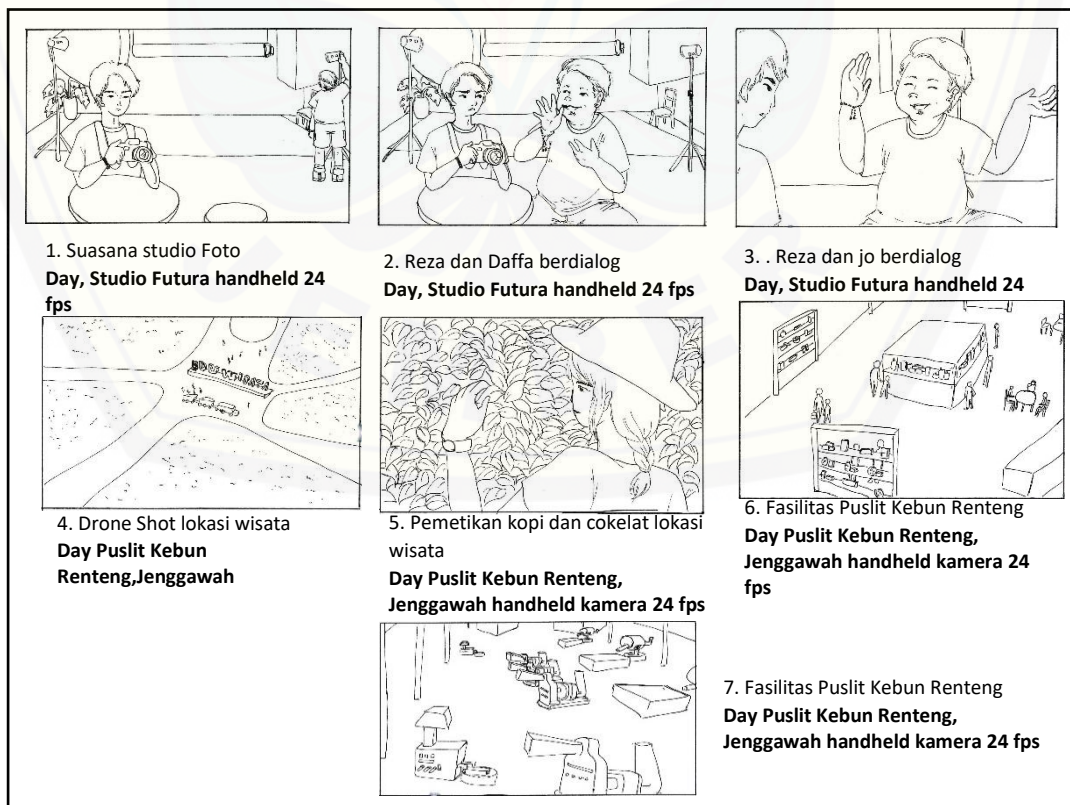 1. Suasana studio Foto
Day, Studio Futura handheld 24
fps
2. Reza dan Daffa berdialog
Day, Studio Futura handheld 24 fps
3. . Reza dan jo berdialog
Day, Studio Futura handheld 24
4. Drone Shot lokasi wisata
Day Puslit Kebun
Renteng,Jenggawah
5. Pemetikan kopi dan cokelat lokasi
wisata
Day Puslit Kebun Renteng,
Jenggawah handheld kamera 24 fps
6. Fasilitas Puslit Kebun Renteng
Day Puslit Kebun Renteng,
Jenggawah handheld kamera 24
fps
7. Fasilitas Puslit Kebun Renteng
Day Puslit Kebun Renteng,
Jenggawah handheld kamera 24 fps